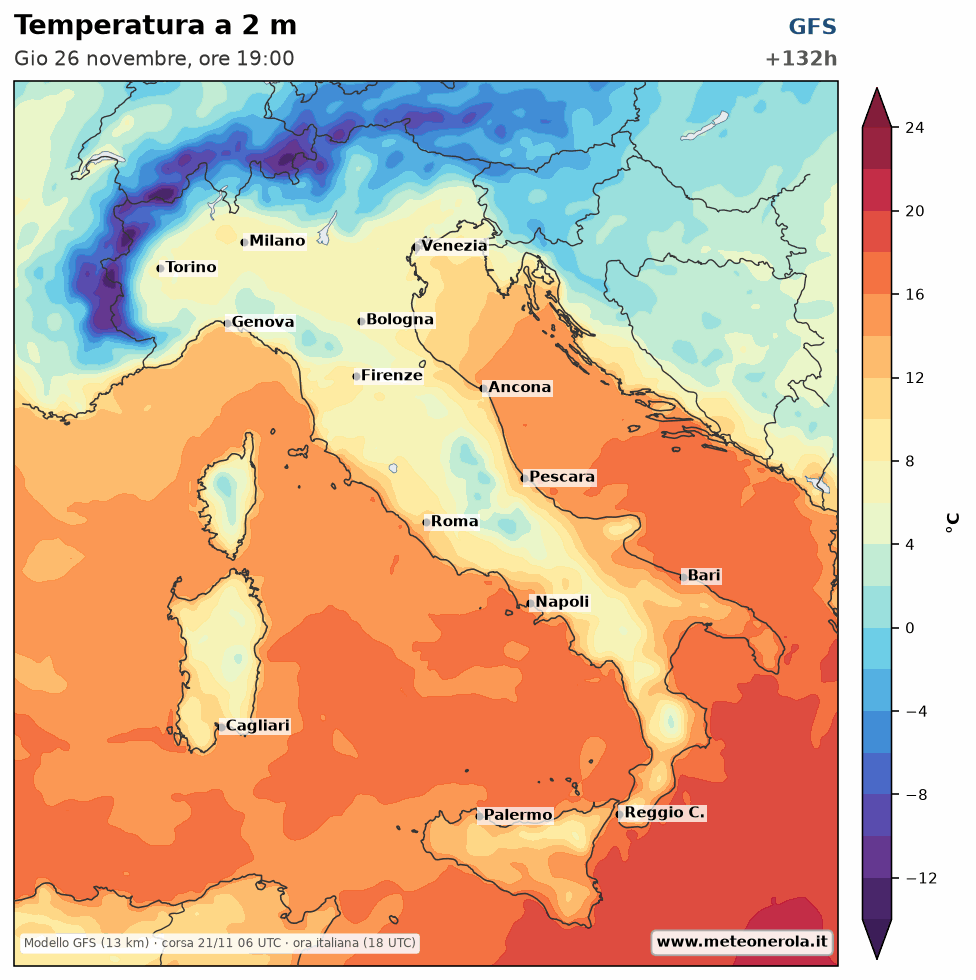 Temperatura a 2 m
GFS
Gio 26 novembre, ore 19:00
+132h
24
20
16
12
8
4
0
−4
−8
−12
°C
Milano
Venezia
Torino
Genova
Bologna
Firenze
Ancona
Pescara
Roma
Bari
Napoli
Cagliari
Palermo
Reggio C.
Modello GFS (13 km) · corsa 21/11 06 UTC · ora italiana (18 UTC)
www.meteonerola.it